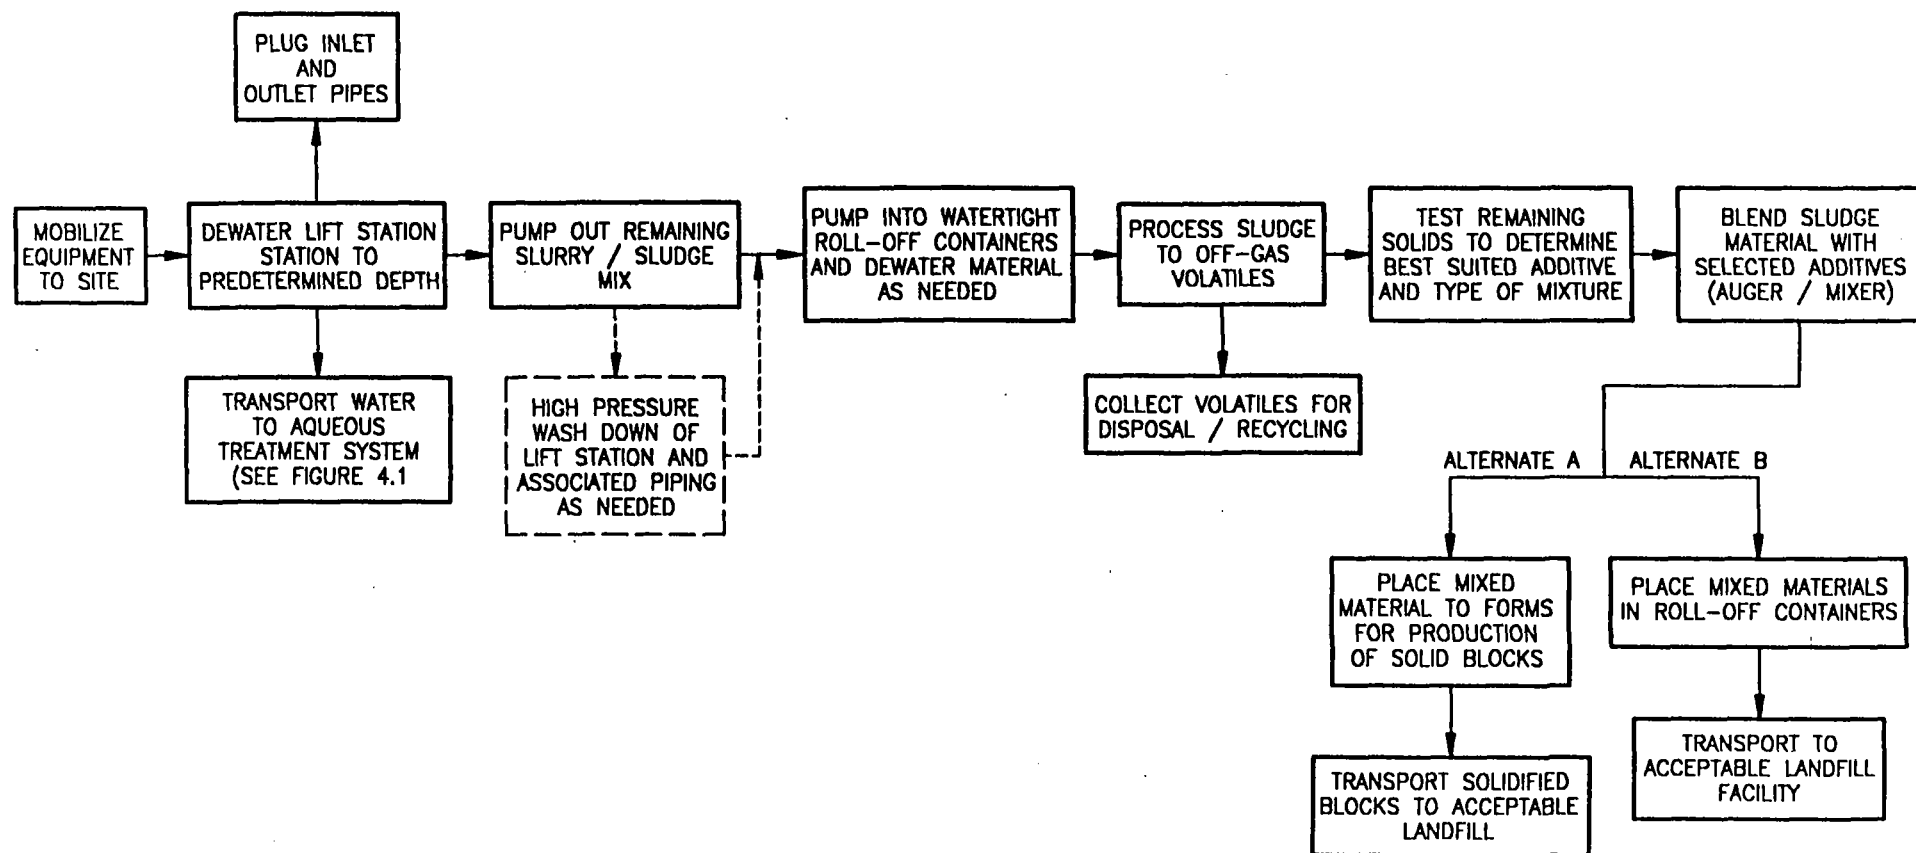 PLUG INLET
AND
OUTLET PIPES
MOBILIZE
EQUIPMENT
TO SITE
DEWATER LIFT STATION
STATION TO
PREDETERMINED DEPTH
PUMP OUT REMAINING
SLURRY / SLUDGE
MIX
PUMP INTO WATERTIGHT
ROLL-OFF CONTAINERS
AND DEWATER MATERIAL
AS NEEDED
PROCESS SLUDGE
TO OFF-GAS
VOLATILES
TEST REMAINING
SOLIDS TO DETERMINE
BEST SUITED ADDITIVE
AND TYPE OF MIXTURE
BLEND SLUDGE
MATERIAL WITH
SELECTED ADDITIVES
(AUGER / MIXER)
TRANSPORT WATER
TO AQUEOUS
TREATMENT SYSTEM
(SEE FIGURE 4.1
HIGH PRESSURE
WASH DOWN OF
LIFT STATION AND
ASSOCIATED PIPING
AS NEEDED
COLLECT VOLATILES FOR
DISPOSAL / RECYCLING
ALTERNATE A
ALTERNATE B
PLACE MIXED
MATERIAL TO FORMS
FOR PRODUCTION
OF SOLID BLOCKS
PLACE MIXED MATERIALS
IN ROLL-OFF CONTAINERS
TRANSPORT SOLIDIFIED
BLOCKS TO ACCEPTABLE
LANDFILL
TRANSPORT TO
ACCEPTABLE LANDFILL
FACILITY